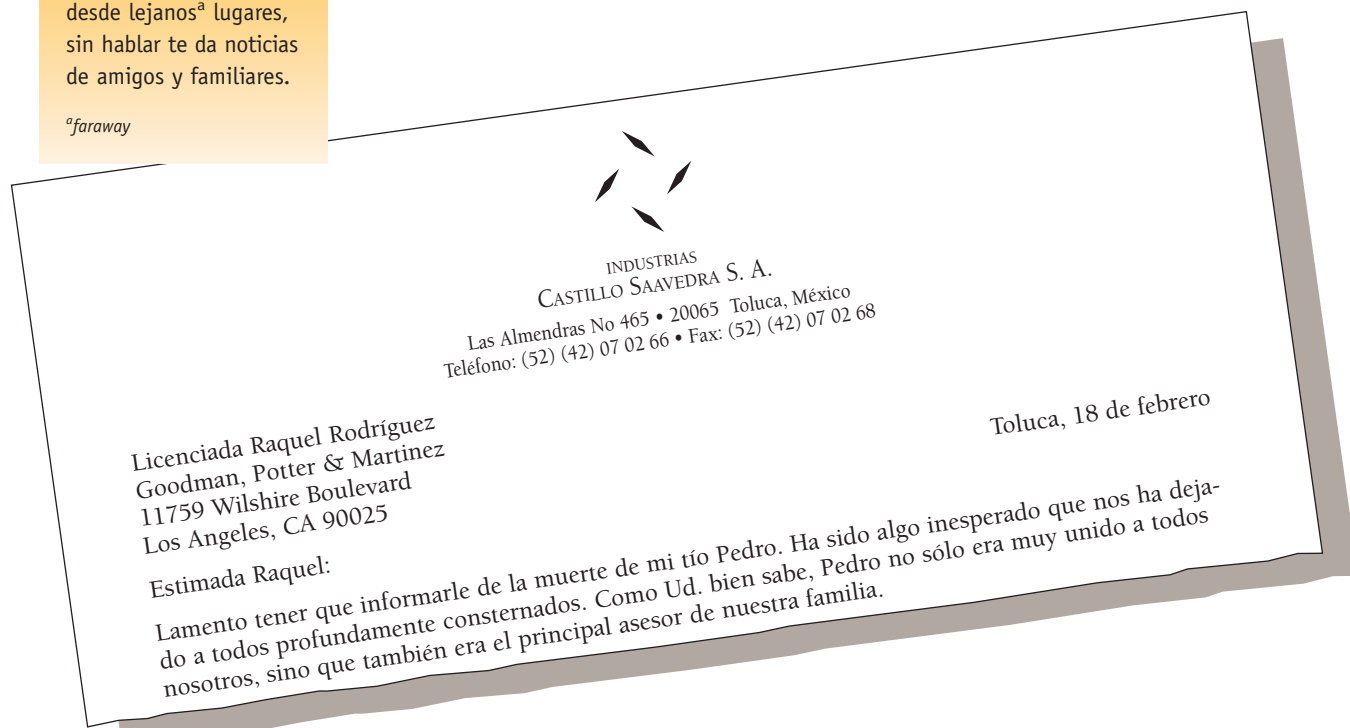 desde lejanosª lugares,
sin hablar te da noticias
de amigos y familiares.
ªfaraway
INDUSTRIAS
CASTILLO SAAVEDRA S. A.
Las Almendras No 465 • 20065 Toluca, México
Teléfono: (52) (42) 07 02 66 • Fax: (52) (42) 07 02 68
Toluca, 18 de febrero
Licenciada Raquel Rodríguez
Goodman, Potter & Martinez
11759 Wilshire Boulevard
Los Angeles, CA 90025
Estimada Raquel:
Lamento tener que informarle de la muerte de mi tío Pedro. Ha sido algo inesperado que nos ha deja-
do a todos profundamente consternados. Como Ud. bien sabe, Pedro no sólo era muy unido a todos
nosotros, sino que también era el principal asesor de nuestra familia.